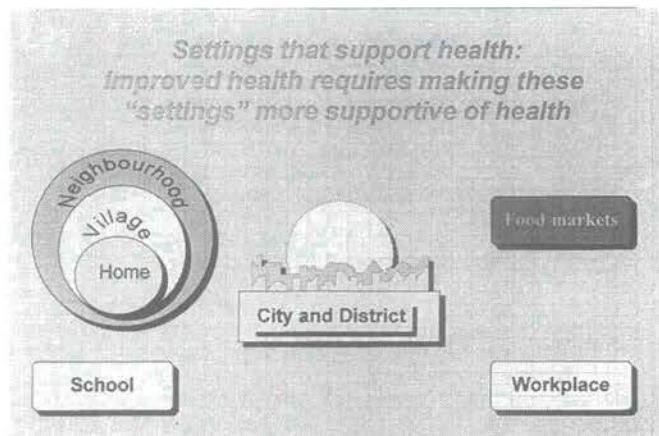 Settings that support health:
improved health requires making these
"settings" more supportive of health
Neighbourhood
Village
Home
Food markets
City and District
School
Workplace